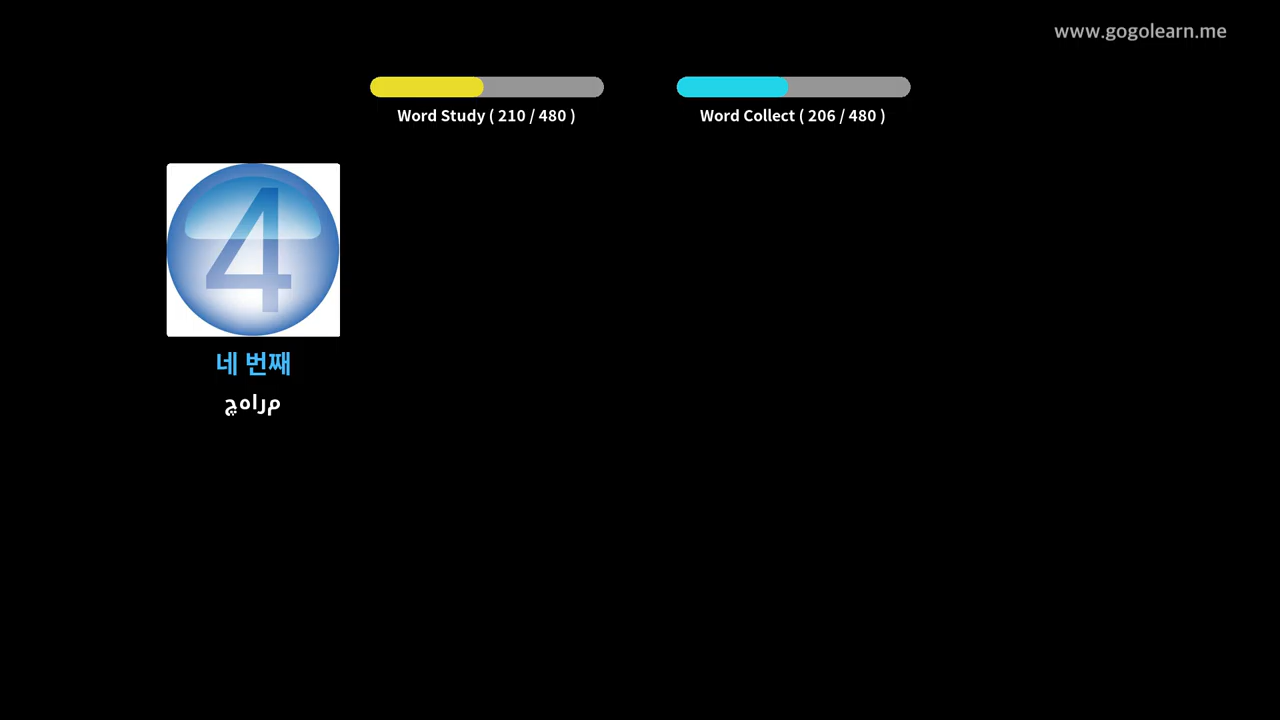 www.gogolearn.me
Word Study ( 210 / 480 )
Word Collect ( 206 / 480 )
4
네 번째
چهارم